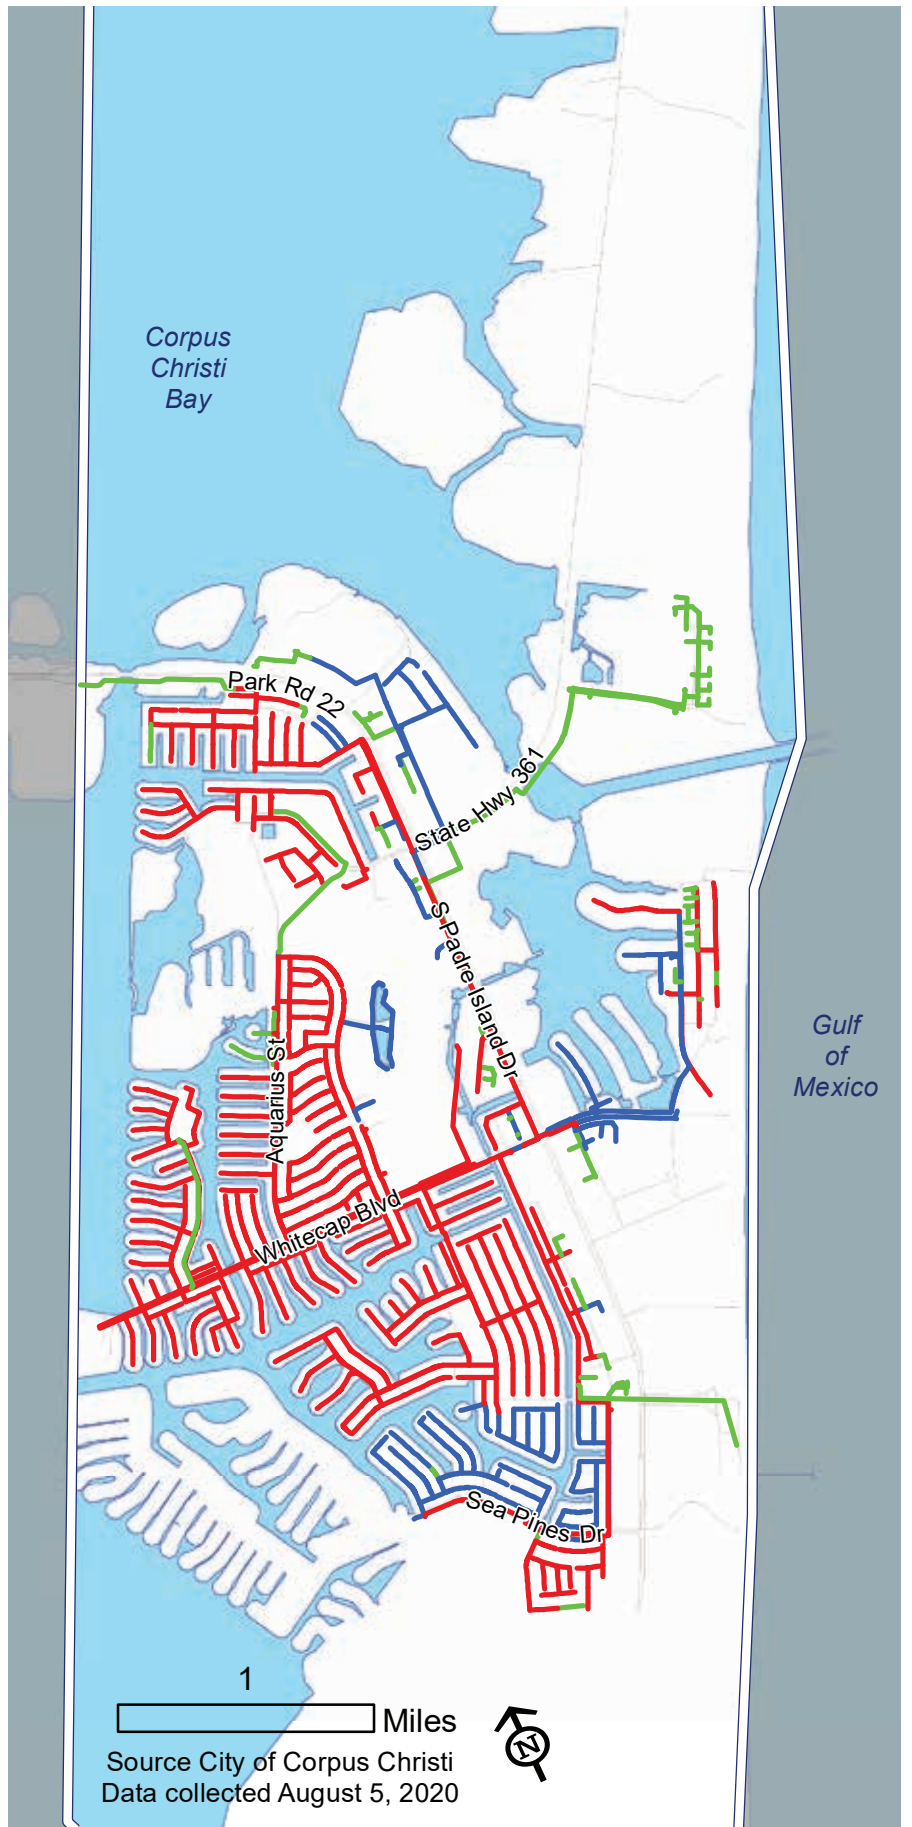 Corpus
Christi
Bay
Park Rd 22
State Hwy 361
S Padre Island Dr
Gulf
of
Mexico
Aquarius St
Whitecap Blvd
Sea Pines Dr
1
Miles
N
Source City of Corpus Christi
Data collected August 5, 2020